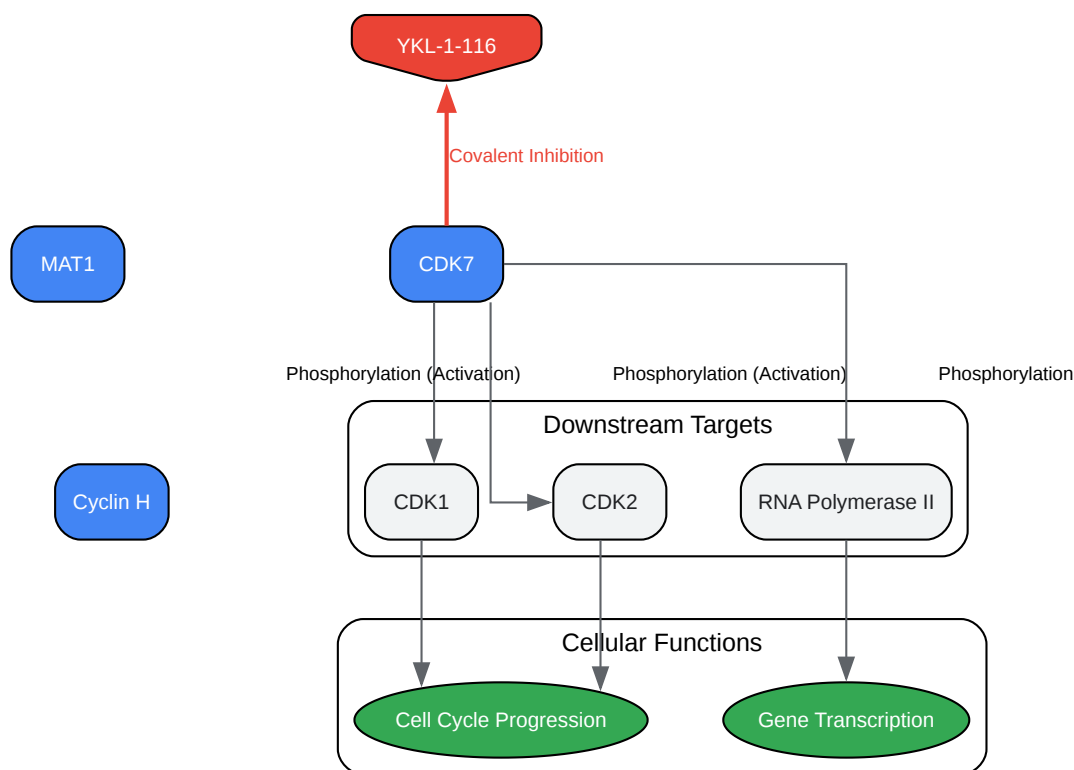 YKL-1-116
Covalent Inhibition
MAT1
CDK7
Phosphorylation (Activation)
Phosphorylation (Activation)
Phosphorylation
Downstream Targets
Cyclin H
CDK1
CDK2
RNA Polymerase II
Cellular Functions
Cell Cycle Progression
Gene Transcription